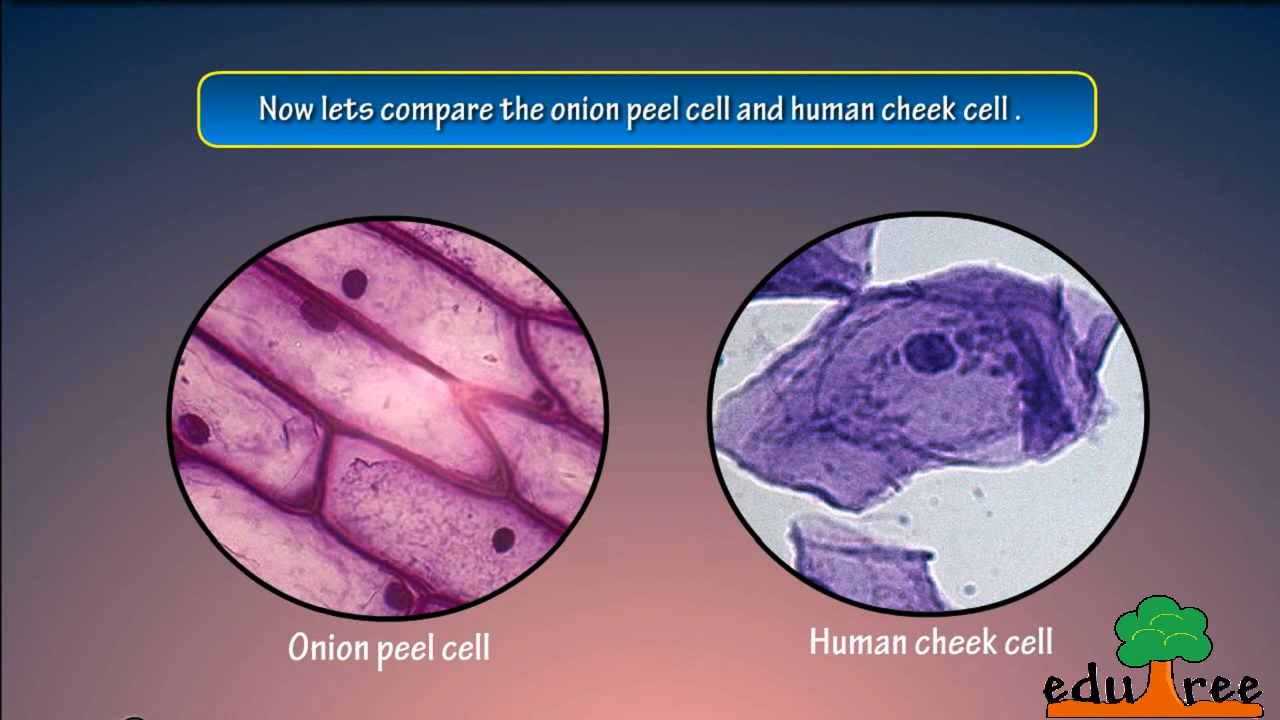 Now lets compare the onion peel cell and human cheek cell .
Onion peel cell
Human cheek cell
eduTree